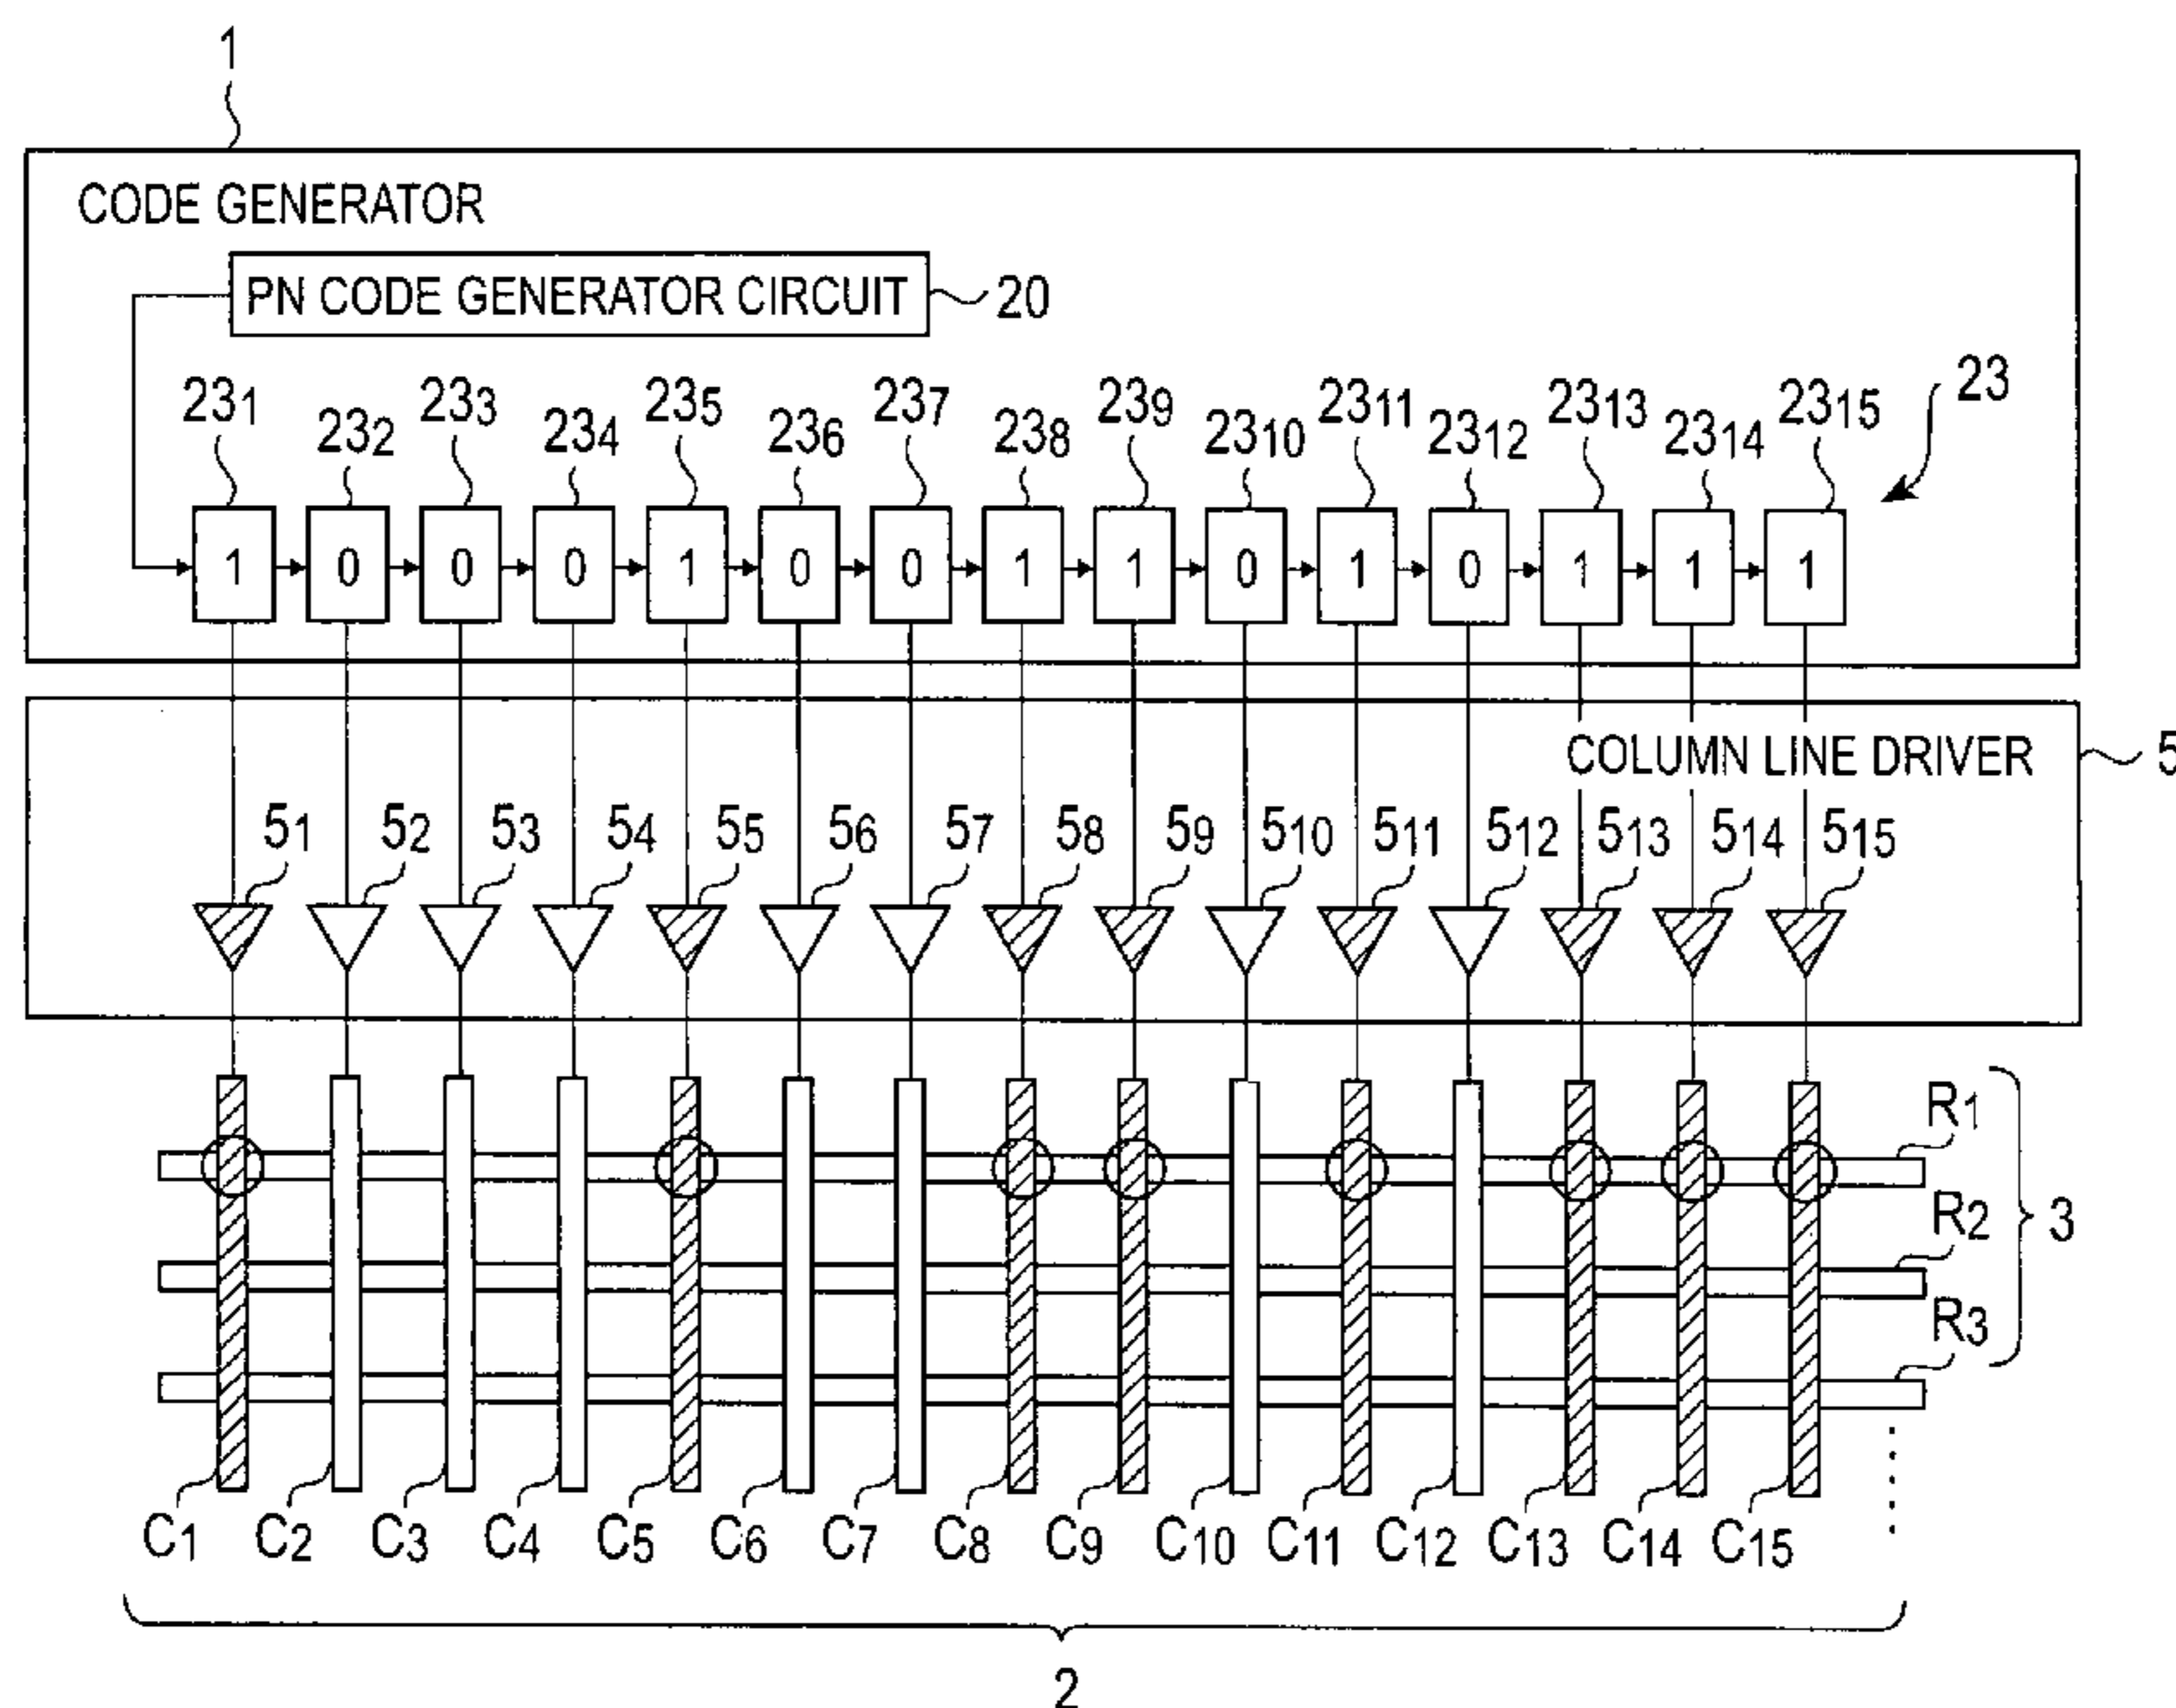 1
CODE GENERATOR
PN CODE GENERATOR CIRCUIT 20
23₁ 23₂ 23₃ 23₄ 23₅ 23₆ 23₇ 23₈ 23₉ 23₁₀ 23₁₁ 23₁₂ 23₁₃ 23₁₄ 23₁₅ 23
1 0 0 0 1 0 0 1 1 0 1 0 1 1 1
COLUMN LINE DRIVER 5
5₁ 5₂ 5₃ 5₄ 5₅ 5₆ 5₇ 5₈ 5₉ 5₁₀ 5₁₁ 5₁₂ 5₁₃ 5₁₄ 5₁₅
R₁
R₂ 3
R₃
C₁ C₂ C₃ C₄ C₅ C₆ C₇ C₈ C₉ C₁₀ C₁₁ C₁₂ C₁₃ C₁₄ C₁₅
2